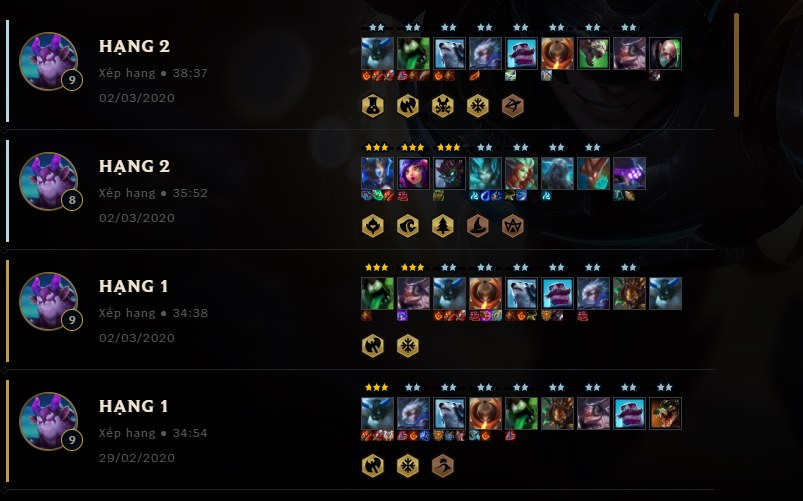 HẠNG 2
Xếp hạng • 38:37
02/03/2020
9
HẠNG 2
Xếp hạng • 35:52
02/03/2020
8
HẠNG 1
Xếp hạng • 34:38
02/03/2020
9
HẠNG 1
Xếp hạng • 34:54
29/02/2020
9